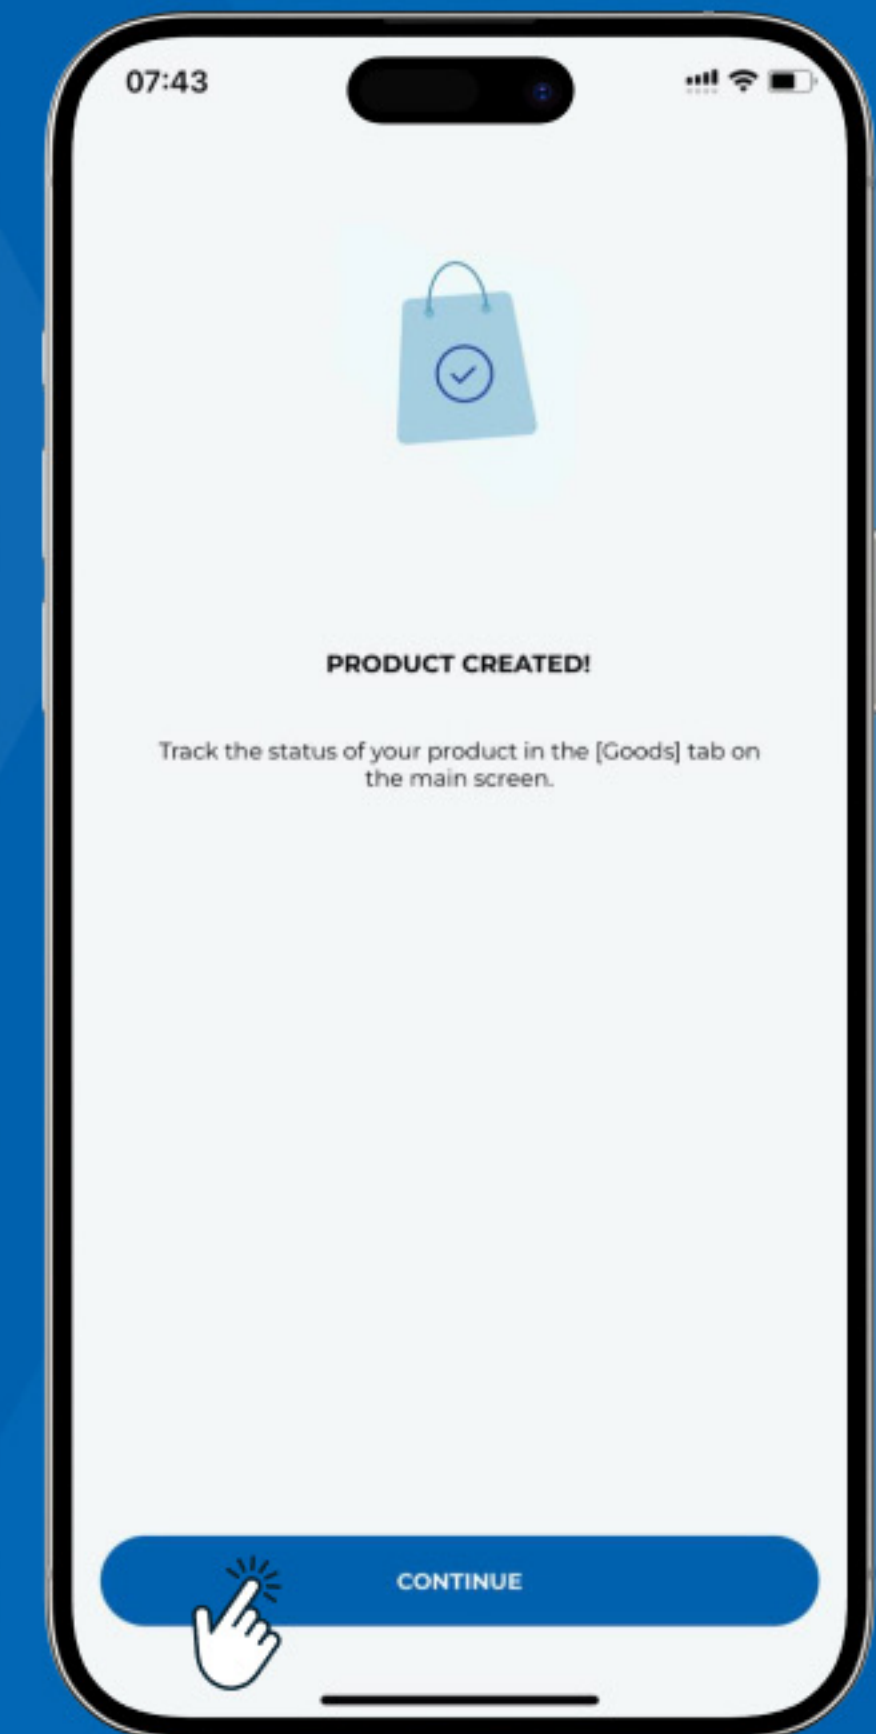 07:43
PRODUCT CREATED!
Track the status of your product in the [Goods] tab on
the main screen.
CONTINUE